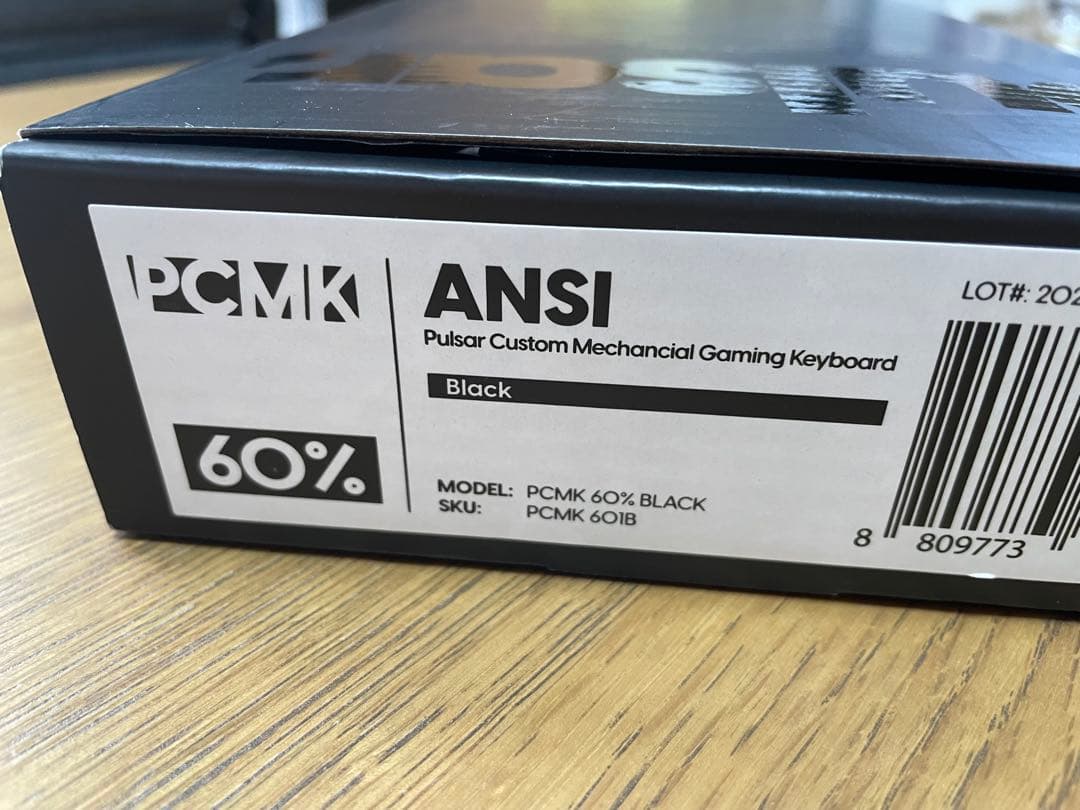 PCMK
60%
ANSI
Pulsar Custom Mechancial Gaming Keyboard
Black
MODEL: PCMK 60% BLACK
SKU: PCMK 601B
LOT#: 202
8 809773